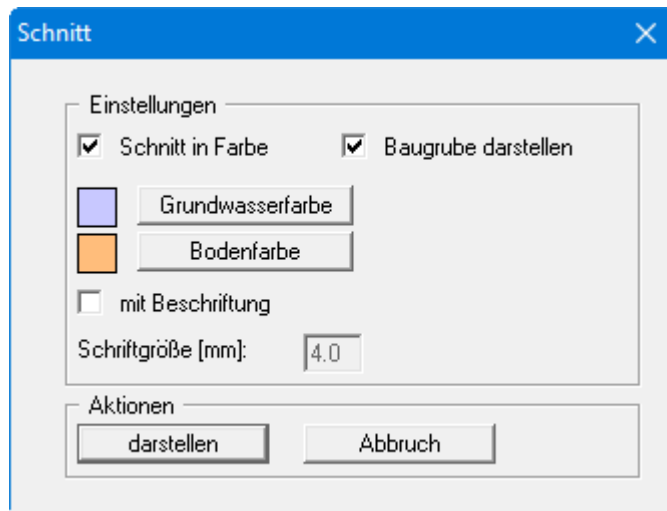 Schnitt
Einstellungen
Schnitt in Farbe Baugrube darstellen
Grundwasserfarbe
Bodenfarbe
mit Beschriftung
Schriftgröße [mm]: 4.0
Aktionen
darstellen Abbruch